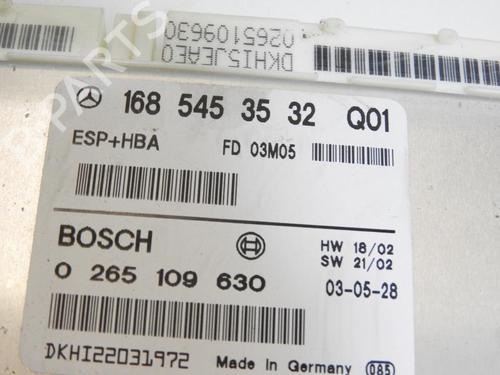 0265109630
DKHI5JEAE0
168 545 35 32 Q01
ESP+HBA
FD 03M05
BOSCH
HW 18/02
SW 21/02
0 265 109 630
03-05-28
DKHI22031972
Made in Germany
085
PARTS